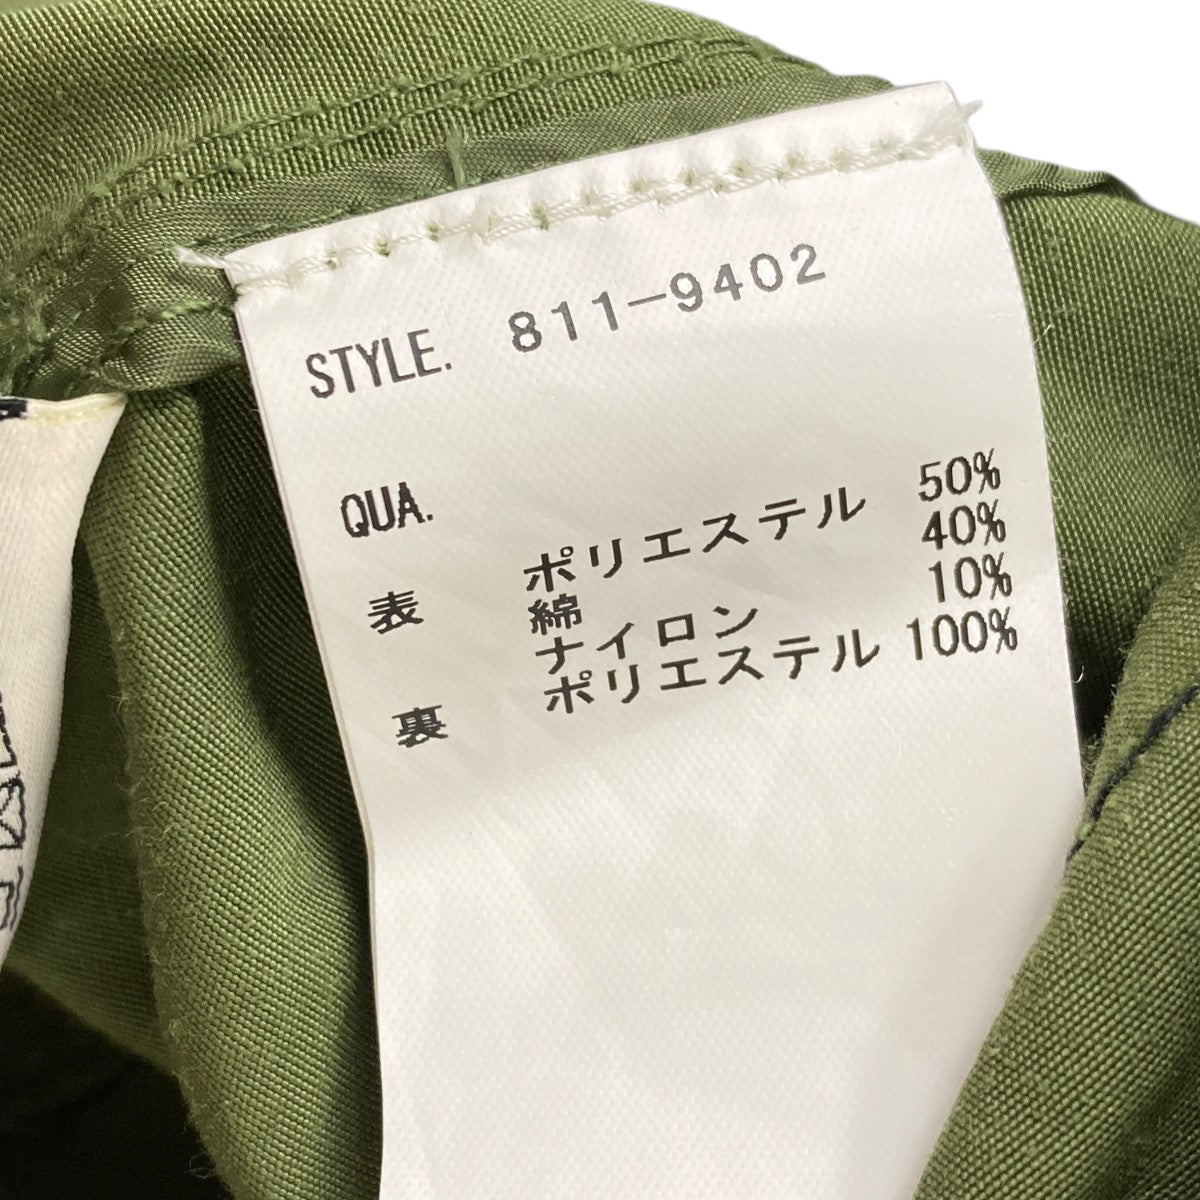 STYLE. 811-9402
QUA.
表 ポリエステル 50%
綿 40%
ナイロン 10%
裏 ポリエステル 100%